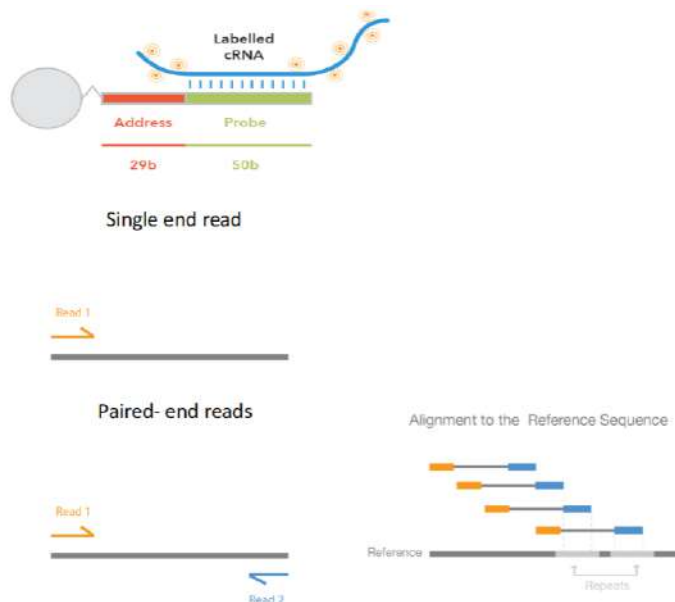 Labelled
cRNA
Address
Probe
29b
50b
Single end read
Read 1
Paired- end reads
Read 1
Read 2
Alignment to the Reference Sequence
Reference
Repeats